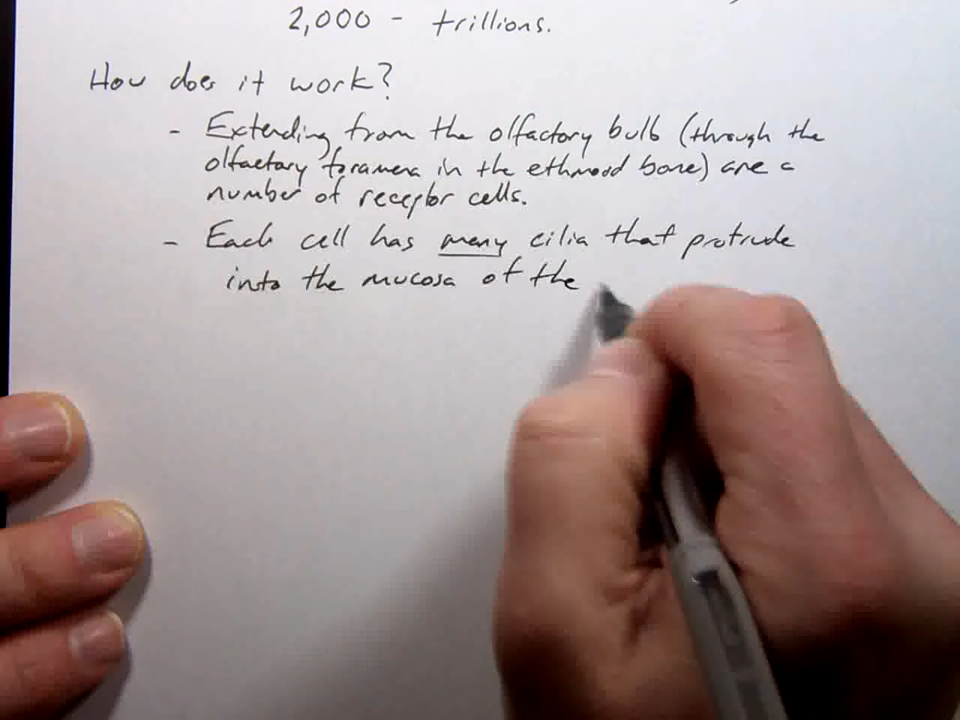 2,000 - trillions.
How does it work?
- Extending from the olfactory bulb (through the
olfactory foramena in the ethmoid bone) are a
number of receptor cells.
- Each cell has many cilia that protrude
into the mucosa of the